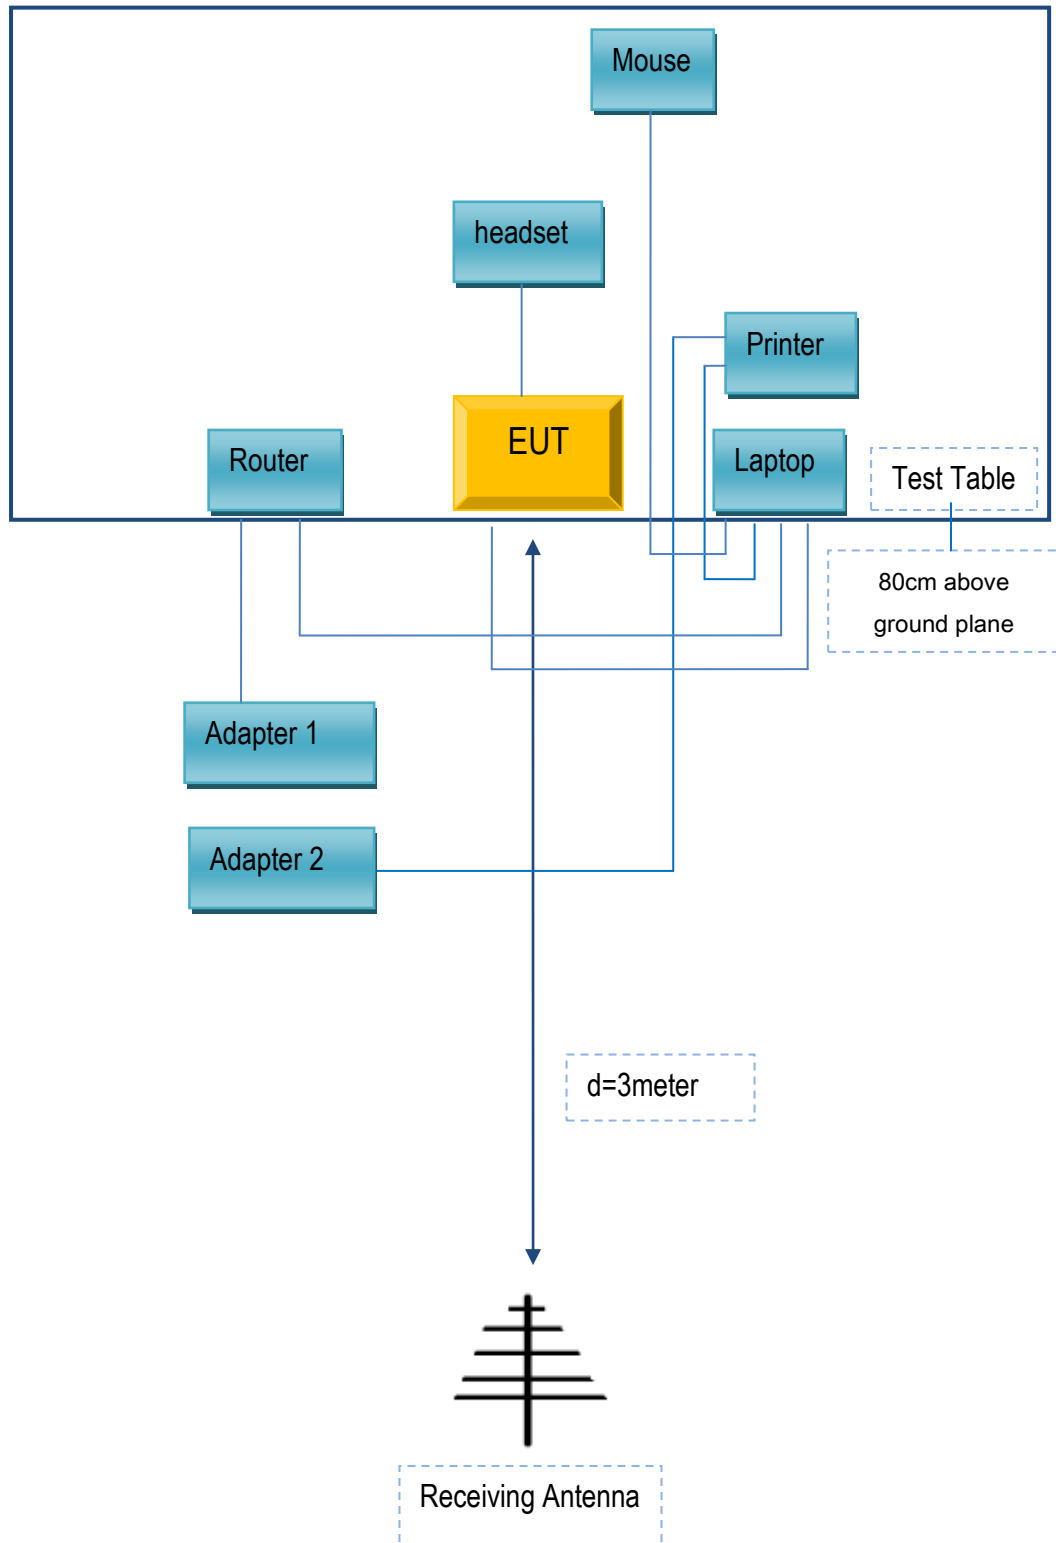 Mouse
headset
Printer
EUT
Router
Laptop
Test Table
80cm above
ground plane
Adapter 1
Adapter 2
d=3meter
Receiving Antenna